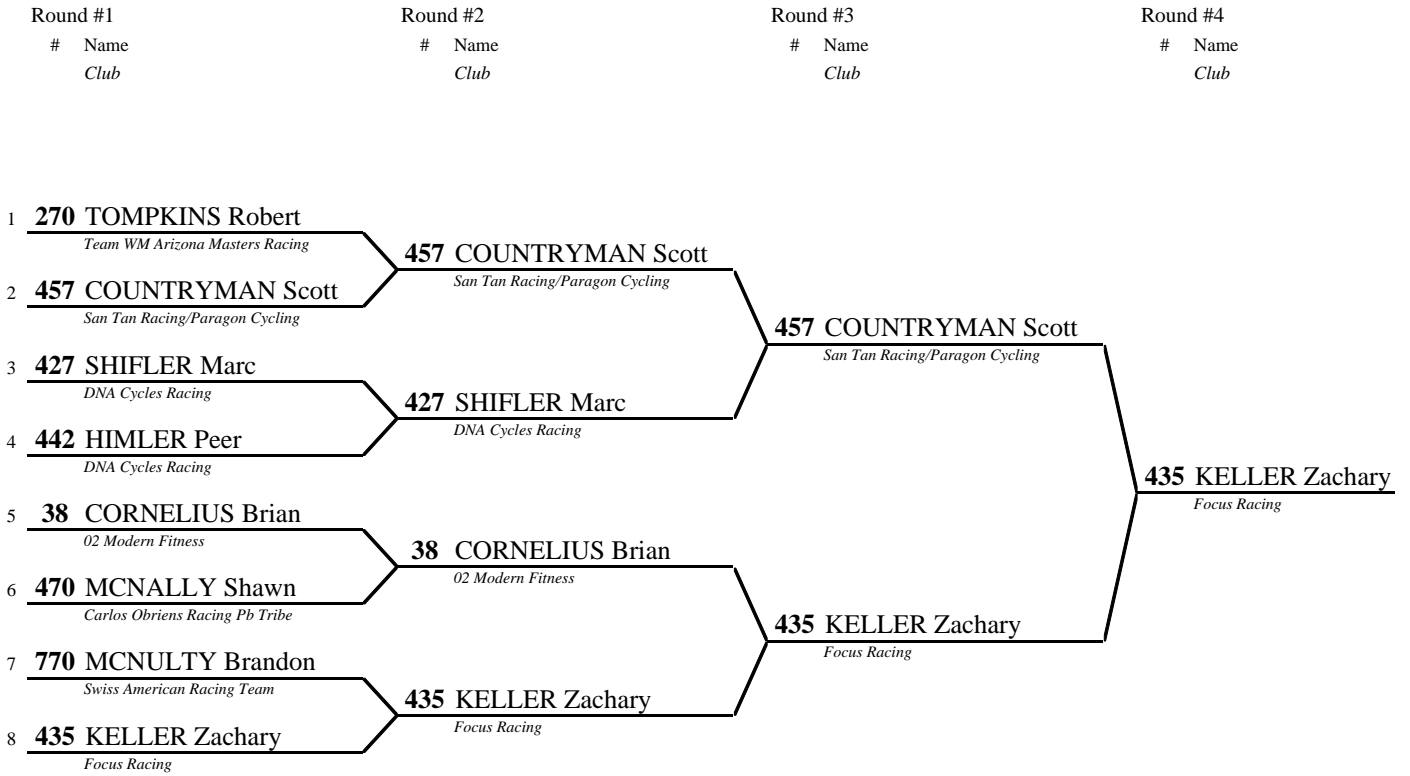 Round #1
# Name
Club
Round #2
# Name
Club
Round #3
# Name
Club
Round #4
# Name
Club
1 270 TOMPKINS Robert
Team WM Arizona Masters Racing
2 457 COUNTRYMAN Scott
San Tan Racing/Paragon Cycling
3 427 SHIFLER Marc
DNA Cycles Racing
4 442 HIMLER Peer
DNA Cycles Racing
5 38 CORNELIUS Brian
02 Modern Fitness
6 470 MCNALLY Shawn
Carlos Obriens Racing Pb Tribe
7 770 MCNULTY Brandon
Swiss American Racing Team
8 435 KELLER Zachary
Focus Racing
457 COUNTRYMAN Scott
San Tan Racing/Paragon Cycling
427 SHIFLER Marc
DNA Cycles Racing
38 CORNELIUS Brian
02 Modern Fitness
435 KELLER Zachary
Focus Racing
457 COUNTRYMAN Scott
San Tan Racing/Paragon Cycling
435 KELLER Zachary
Focus Racing
435 KELLER Zachary
Focus Racing